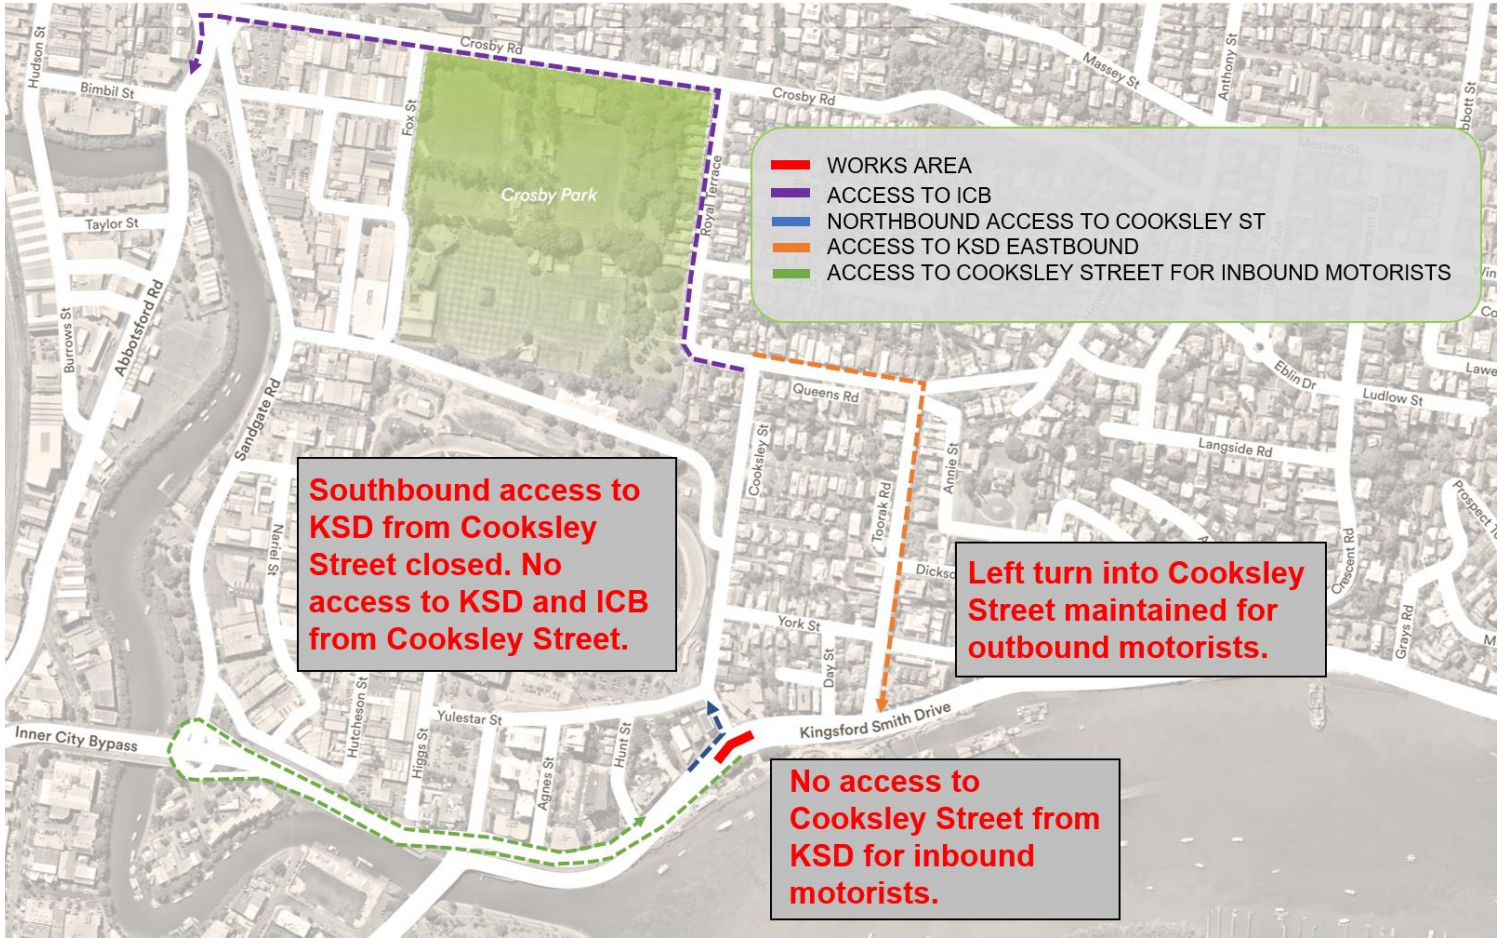 Hudson St
Bimbil St
Crosby Rd
Massey St
Anthony St
Fox St
Crosby Rd
Massey St
Crosby Park
Royal Terrace
WORKS AREA
ACCESS TO ICB
NORTHBOUND ACCESS TO COOKSLEY ST
ACCESS TO KSD EASTBOUND
ACCESS TO COOKSLEY STREET FOR INBOUND MOTORISTS
Taylor St
Abbotsford Rd
Burrows St
Sandgate Rd
Queens Rd
Eblin Dr
Ludlow St
Cooksley St
Toorak Rd
Annie St
Langside Rd
Crescent Rd
Grays Rd
Southbound access to
KSD from Cooksley
Street closed. No
access to KSD and ICB
from Cooksley Street.
Left turn into Cooksley
Street maintained for
outbound motorists.
Nariel St
York St
Day St
Hutcheson St
Higgs St
Yulestar St
Agnes St
Hunt St
Kingsford Smith Drive
Inner City Bypass
No access to
Cooksley Street from
KSD for inbound
motorists.